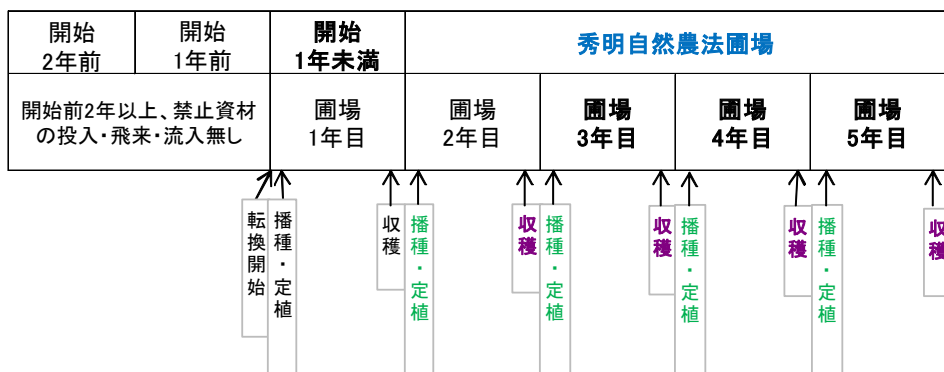 開始
2年前
開始
1年前
開始
1年未満
秀明自然農法圃場
開始前2年以上、禁止資材
の投入・飛来・流入無し
圃場
1年目
圃場
2年目
圃場
3年目
圃場
4年目
圃場
5年目
転換開始
播種・定植
収穫
播種・定植
収穫
播種・定植
収穫
播種・定植
収穫
播種・定植
収穫